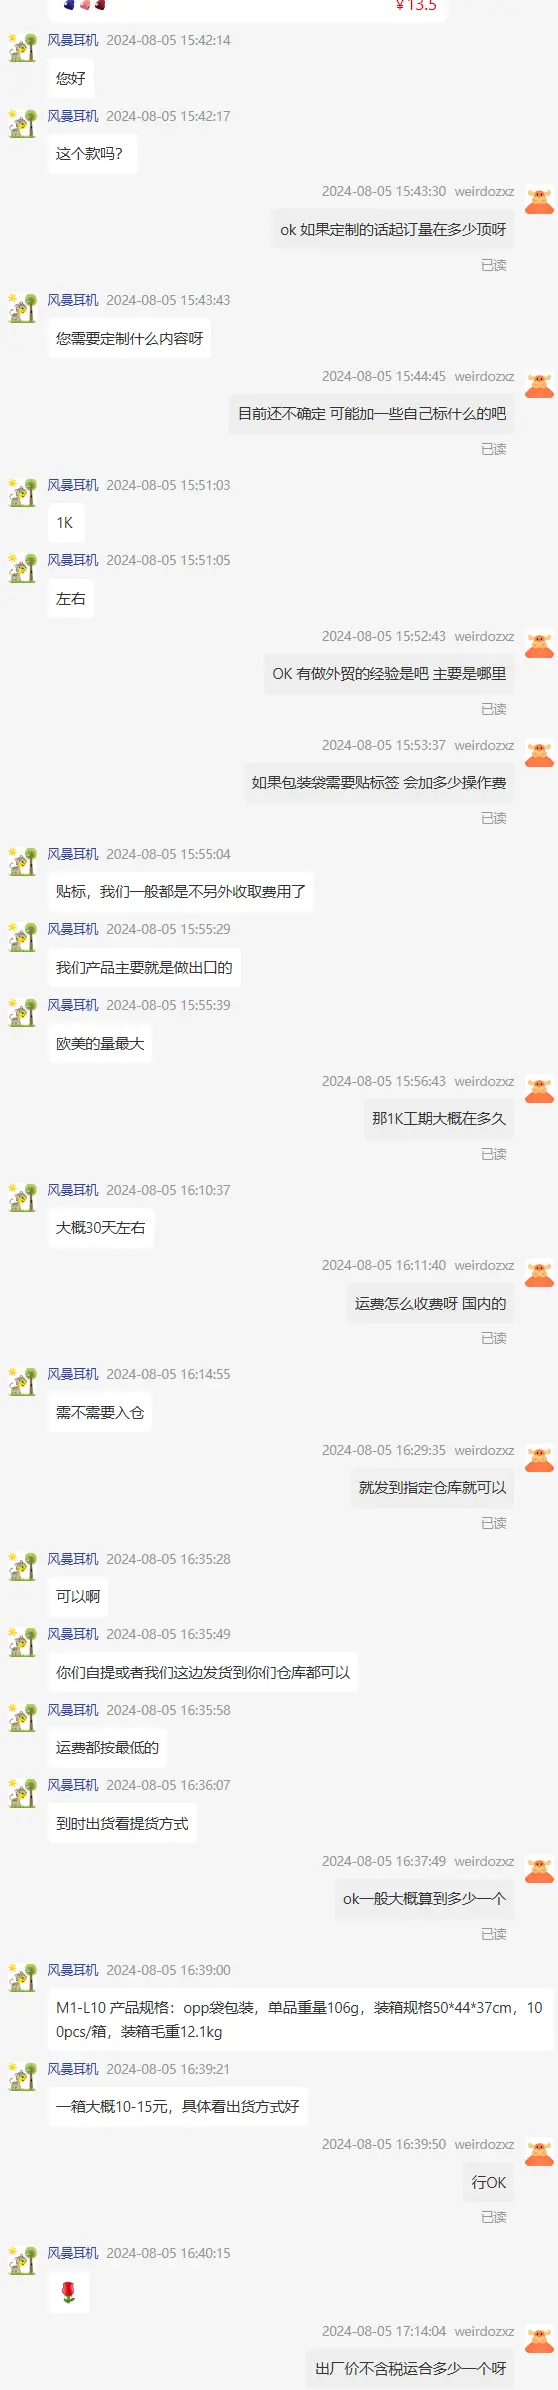 ￥13.5
风曼耳机 2024-08-05 15:42:14
您好
风曼耳机 2024-08-05 15:42:17
这个款吗？
2024-08-05 15:43:30 weirdozxz
ok 如果定制的话起订量在多少顶呀
已读
风曼耳机 2024-08-05 15:43:43
您需要定制什么内容呀
2024-08-05 15:44:45 weirdozxz
目前还不确定 可能加一些自己标什么的吧
已读
风曼耳机 2024-08-05 15:51:03
1K
风曼耳机 2024-08-05 15:51:05
左右
2024-08-05 15:52:43 weirdozxz
OK 有做外贸的经验是吧 主要是哪里
已读
2024-08-05 15:53:37 weirdozxz
如果包装袋需要贴标签 会加多少操作费
已读
风曼耳机 2024-08-05 15:55:04
贴标，我们一般都是不另外收取费用了
风曼耳机 2024-08-05 15:55:29
我们产品主要就是做出口的
风曼耳机 2024-08-05 15:55:39
欧美的量最大
2024-08-05 15:56:43 weirdozxz
那1K工期大概在多久
已读
风曼耳机 2024-08-05 16:10:37
大概30天左右
2024-08-05 16:11:40 weirdozxz
运费怎么收费呀 国内的
已读
风曼耳机 2024-08-05 16:14:55
需不需要入仓
2024-08-05 16:29:35 weirdozxz
就发到指定仓库就可以
已读
风曼耳机 2024-08-05 16:35:28
可以啊
风曼耳机 2024-08-05 16:35:49
你们自提或者我们这边发货到你们仓库都可以
风曼耳机 2024-08-05 16:35:58
运费都按最低的
风曼耳机 2024-08-05 16:36:07
到时出货看提货方式
2024-08-05 16:37:49 weirdozxz
ok一般大概算到多少一个
已读
风曼耳机 2024-08-05 16:39:00
M1-L10 产品规格：opp袋包装，单品重量106g，装箱规格50*44*37cm，10
0pcs/箱，装箱毛重12.1kg
风曼耳机 2024-08-05 16:39:21
一箱大概10-15元，具体看出货方式好
2024-08-05 16:39:50 weirdozxz
行OK
已读
风曼耳机 2024-08-05 16:40:15
2024-08-05 17:14:04 weirdozxz
出厂价不含税运合多少一个呀